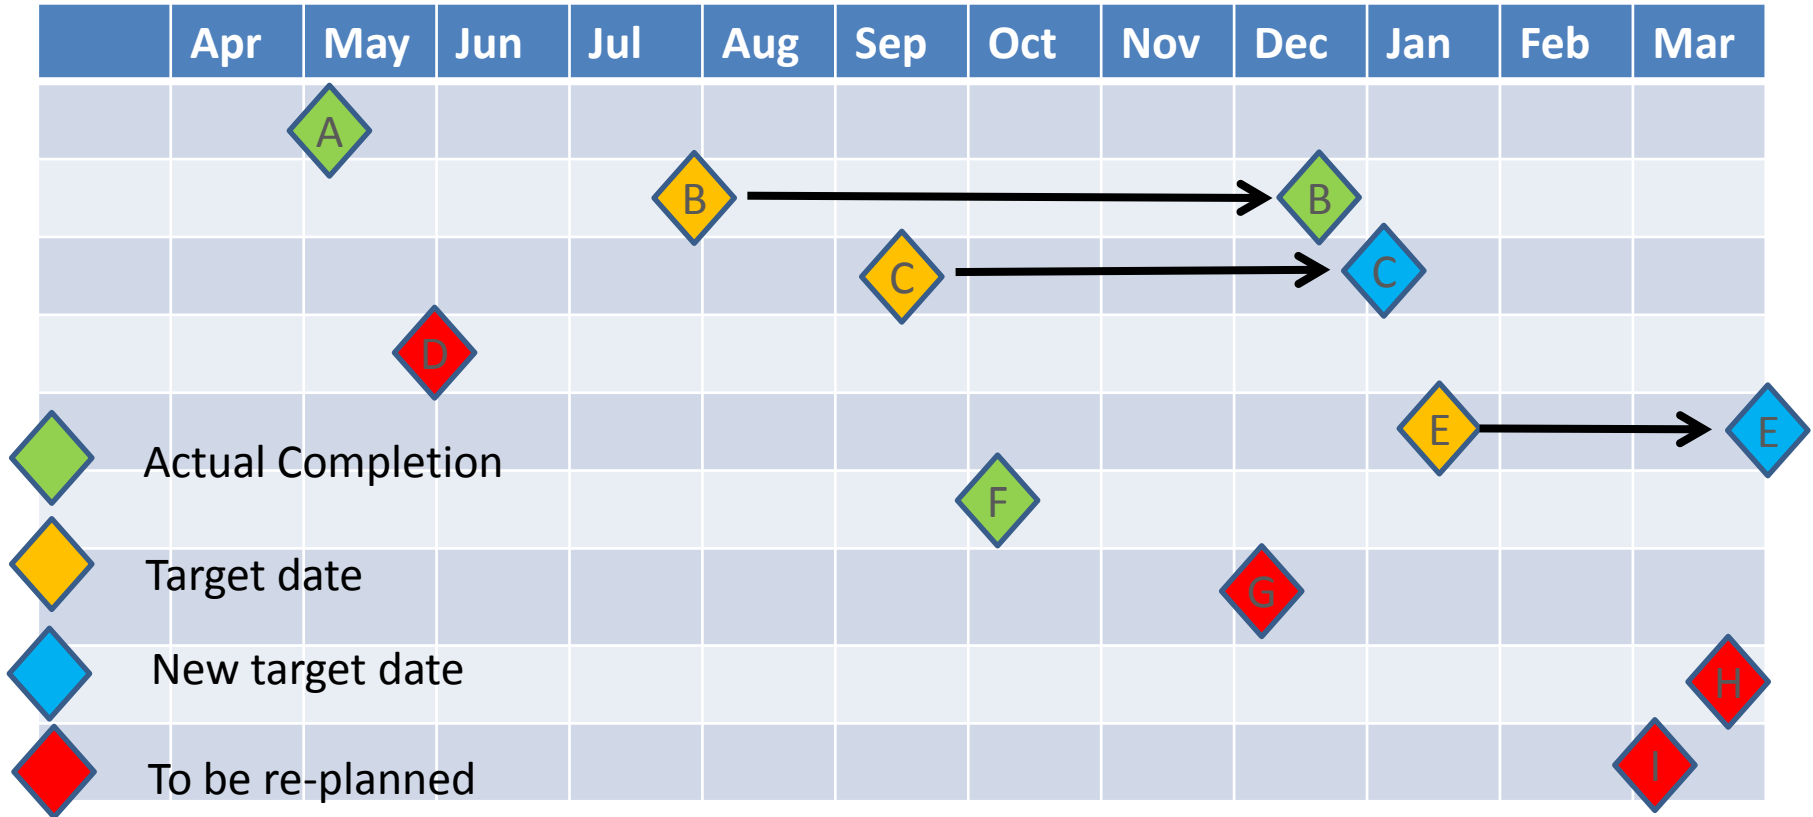 Apr May Jun Jul Aug Sep Oct Nov Dec Jan Feb Mar
A
B B
C C
D
E E
Actual Completion
F
Target date
G
New target date
H
To be re-planned
I